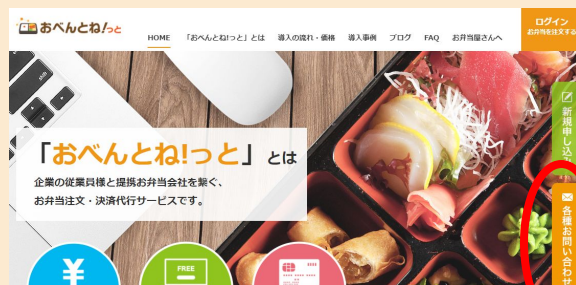 おべんとね!っと
HOME 「おべんとね!っと」とは 導入の流れ・価格 導入事例 ブログ FAQ お弁当屋さんへ
ログイン
お弁当を注文する
新規申し込み
「おべんとね!っと」とは
企業の従業員様と提携お弁当会社を繋ぐ、
お弁当注文・決済代行サービスです。
各種お問い合わせ
¥
FREE
shift